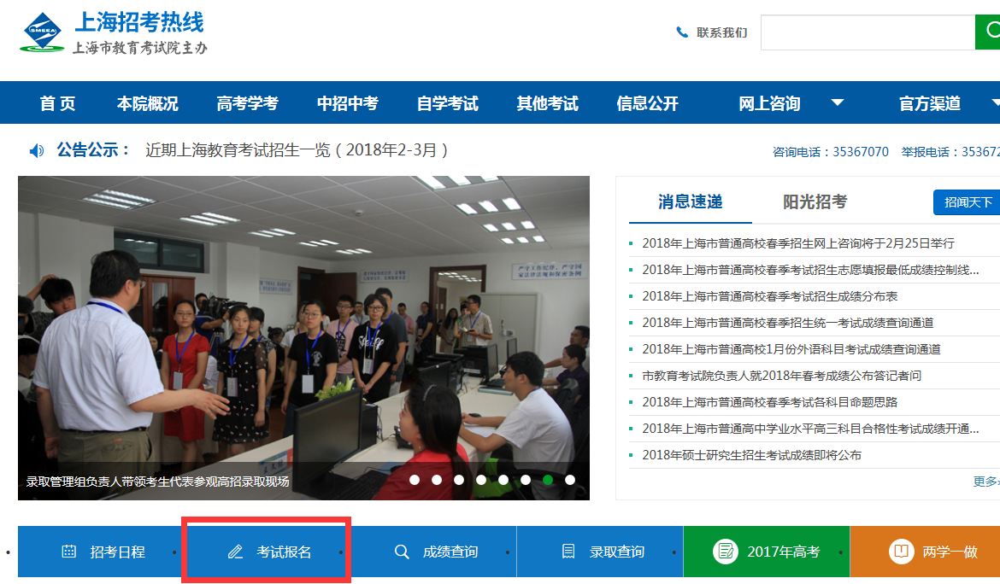 SMEEA
上海招考热线
上海市教育考试院主办
联系我们
首 页 本院概况 高考学考 中招中考 自学考试 其他考试 信息公开 网上咨询 官方渠道
公告公示： 近期上海教育考试招生一览（2018年2-3月）
咨询电话：35367070 举报电话：353672
消息速递 阳光招考 招闻天下
2018年上海市普通高校春季招生网上咨询将于2月25日举行
2018年上海市普通高校春季考试招生志愿填报最低成绩控制线...
2018年上海市普通高校春季考试招生成绩分布表
2018年上海市普通高校春季招生统一考试成绩查询通道
2018年上海市普通高校1月份外语科目考试成绩查询通道
市教育考试院负责人就2018年春考成绩公布答记者问
2018年上海市普通高校春季考试各科目命题思路
2018年上海市普通高中学业水平高三科目合格性考试成绩开通...
2018年硕士研究生招生考试成绩即将公布
更多
严守工作纪律，严守国
家法律法规和保密条例
录取管理组负责人带领考生代表参观高招录取现场
招考日程 考试报名 成绩查询 录取查询 2017年高考 两学一做